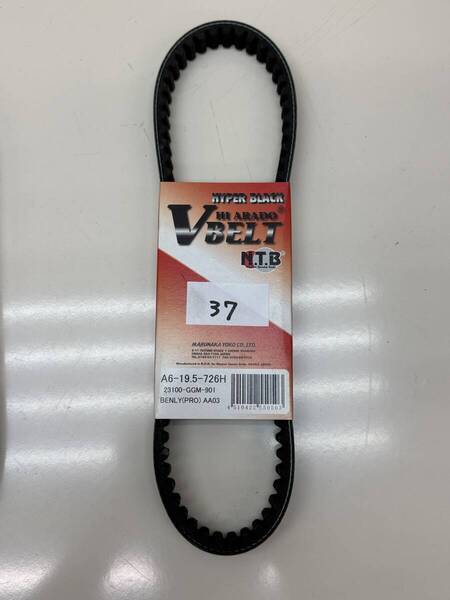 HYPER BLACK
HI ARADO®
V BELT
N.T.B
37
MARUNAKA YOKO CO.,LTD.
A6-19.5-726H
23100-GGM-901
BENLY(PRO) AA03